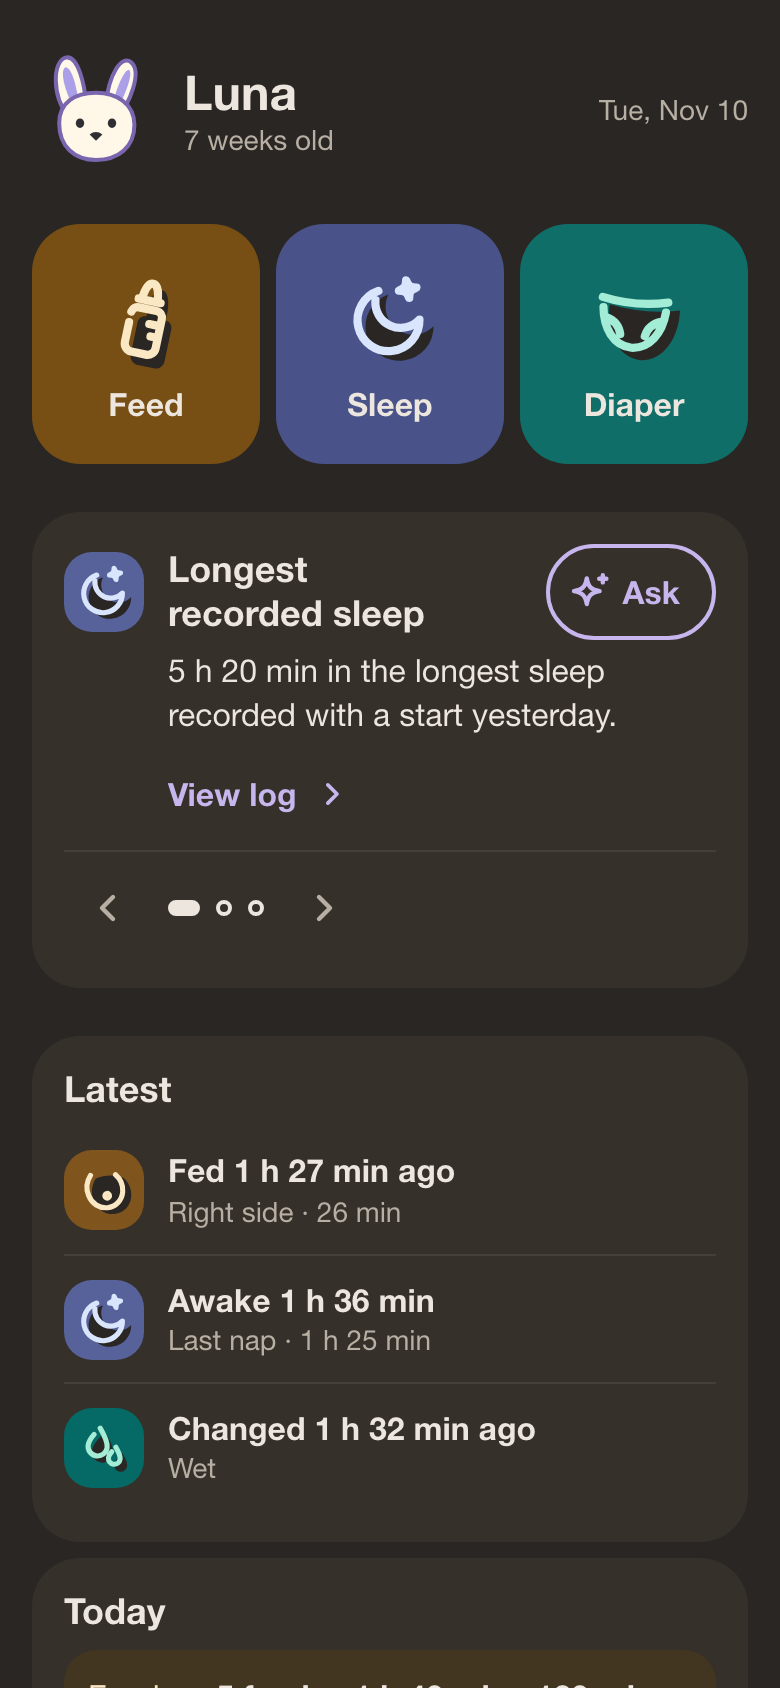 Luna
7 weeks old
Tue, Nov 10
Feed
Sleep
Diaper
Longest
recorded sleep
Ask
5 h 20 min in the longest sleep
recorded with a start yesterday.
View log
Latest
Fed 1 h 27 min ago
Right side · 26 min
Awake 1 h 36 min
Last nap · 1 h 25 min
Changed 1 h 32 min ago
Wet
Today